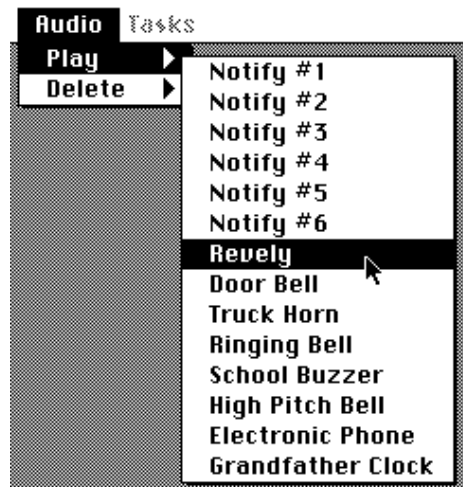 Audio Tasks
Play
Delete
Notify #1
Notify #2
Notify #3
Notify #4
Notify #5
Notify #6
Revely
Door Bell
Truck Horn
Ringing Bell
School Buzzer
High Pitch Bell
Electronic Phone
Grandfather Clock